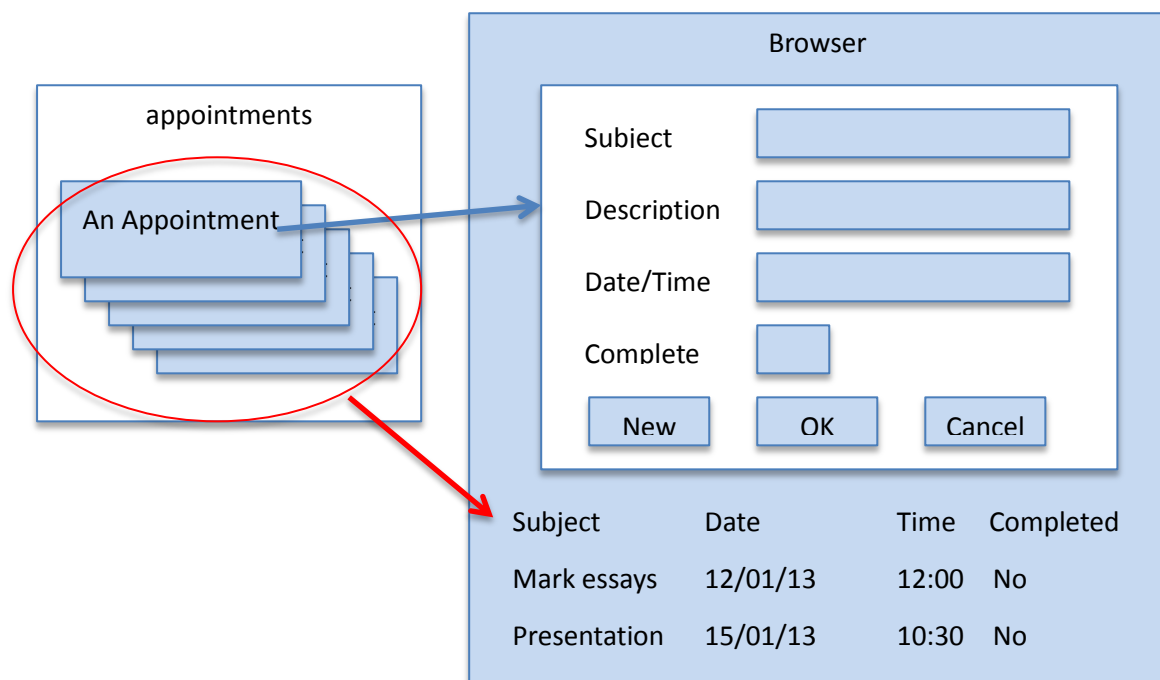 appointments
An Appointment
Browser
Subject
Description
Date/Time
Complete
New OK Cancel
Subject Date Time Completed
Mark essays 12/01/13 12:00 No
Presentation 15/01/13 10:30 No